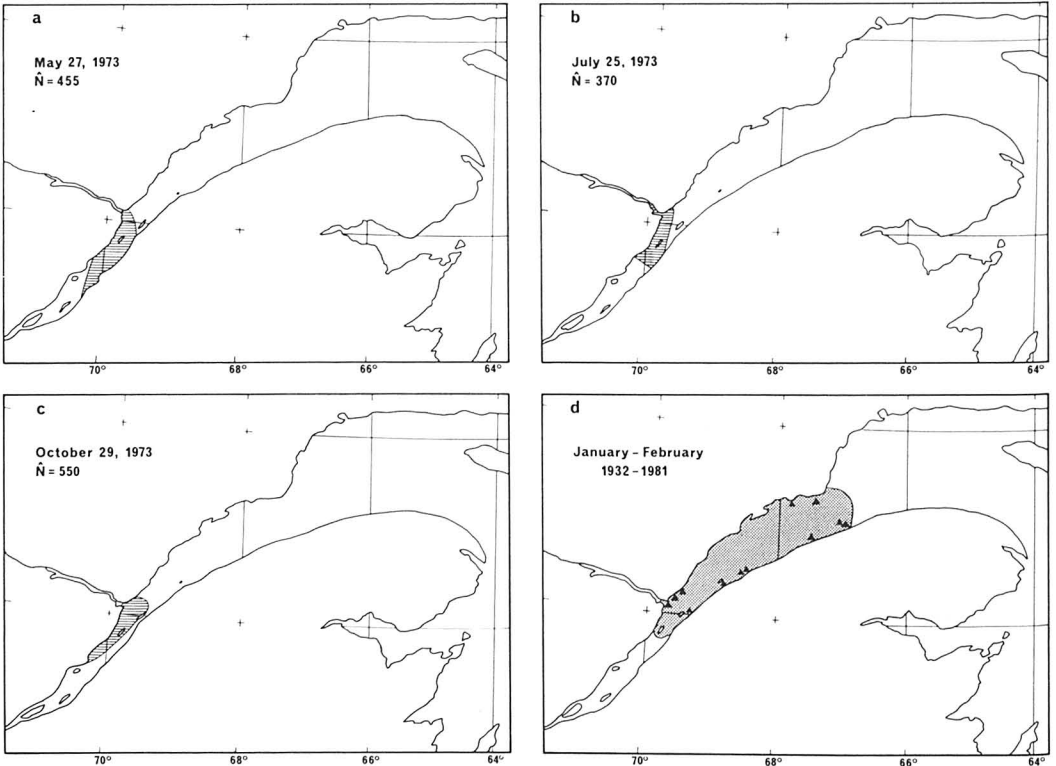 a
May 27, 1973
N̂ = 455
70° 68° 66° 64°
b
July 25, 1973
N̂ = 370
70° 68° 66° 64°
c
October 29, 1973
N̂ = 550
70° 68° 66° 64°
d
January – February
1932 – 1981
70° 68° 66° 64°